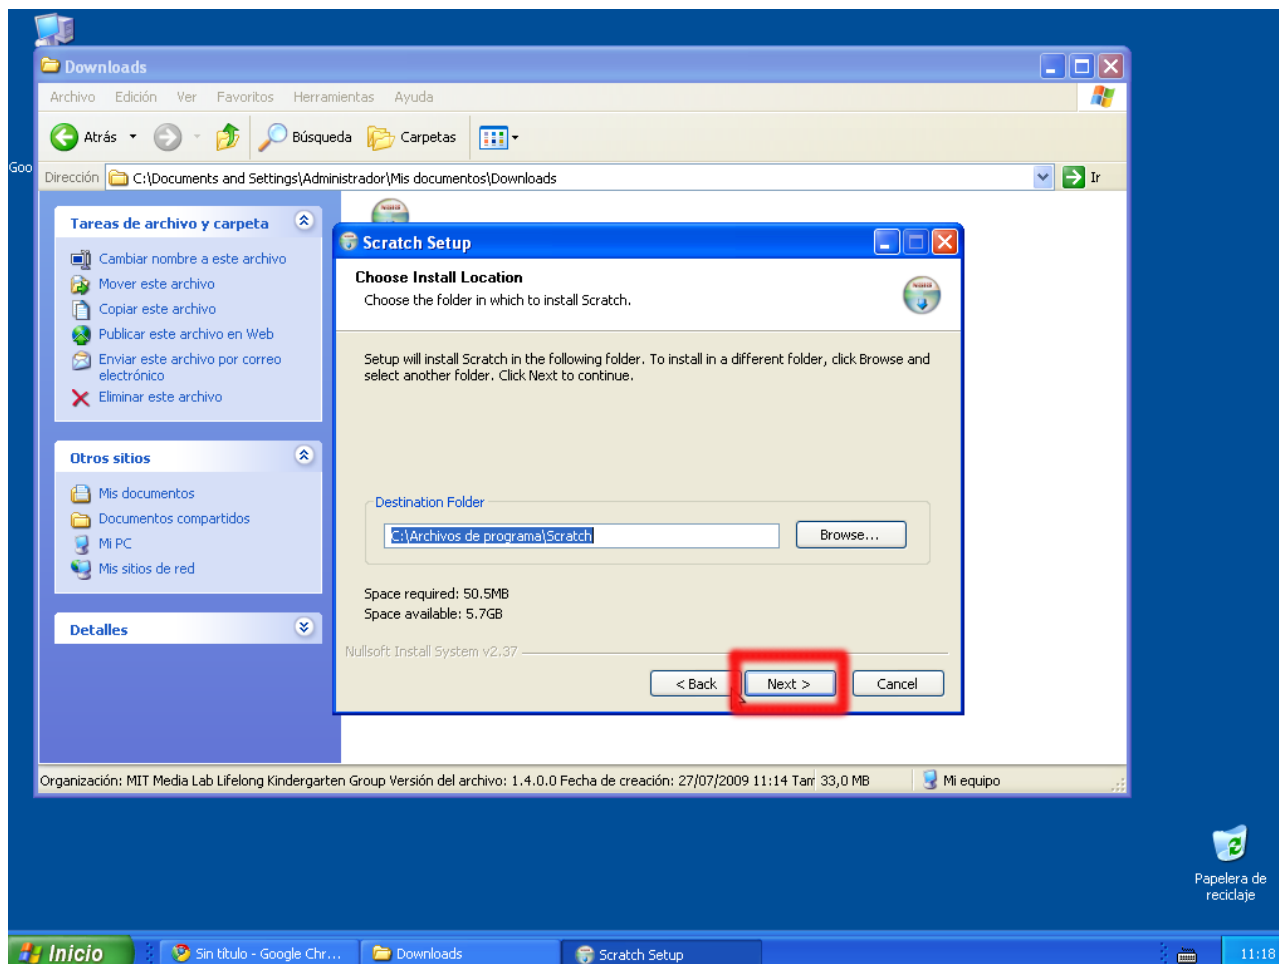 Downloads
Archivo Edición Ver Favoritos Herramientas Ayuda
Atrás Búsqueda Carpetas
Goo
Dirección C:\Documents and Settings\Administrador\Mis documentos\Downloads Ir
Tareas de archivo y carpeta
Cambiar nombre a este archivo
Mover este archivo
Copiar este archivo
Publicar este archivo en Web
Enviar este archivo por correo
electrónico
Eliminar este archivo
Otros sitios
Mis documentos
Documentos compartidos
Mi PC
Mis sitios de red
Detalles
Scratch Setup
Choose Install Location
Choose the folder in which to install Scratch.
Setup will install Scratch in the following folder. To install in a different folder, click Browse and
select another folder. Click Next to continue.
Destination Folder
C:\Archivos de programa\Scratch Browse...
Space required: 50.5MB
Space available: 5.7GB
Nullsoft Install System v2.37
< Back Next > Cancel
Organización: MIT Media Lab Lifelong Kindergarten Group Versión del archivo: 1.4.0.0 Fecha de creación: 27/07/2009 11:14 Tam 33,0 MB Mi equipo
Papelera de
reciclaje
Inicio Sin título - Google Chr... Downloads Scratch Setup 11:18